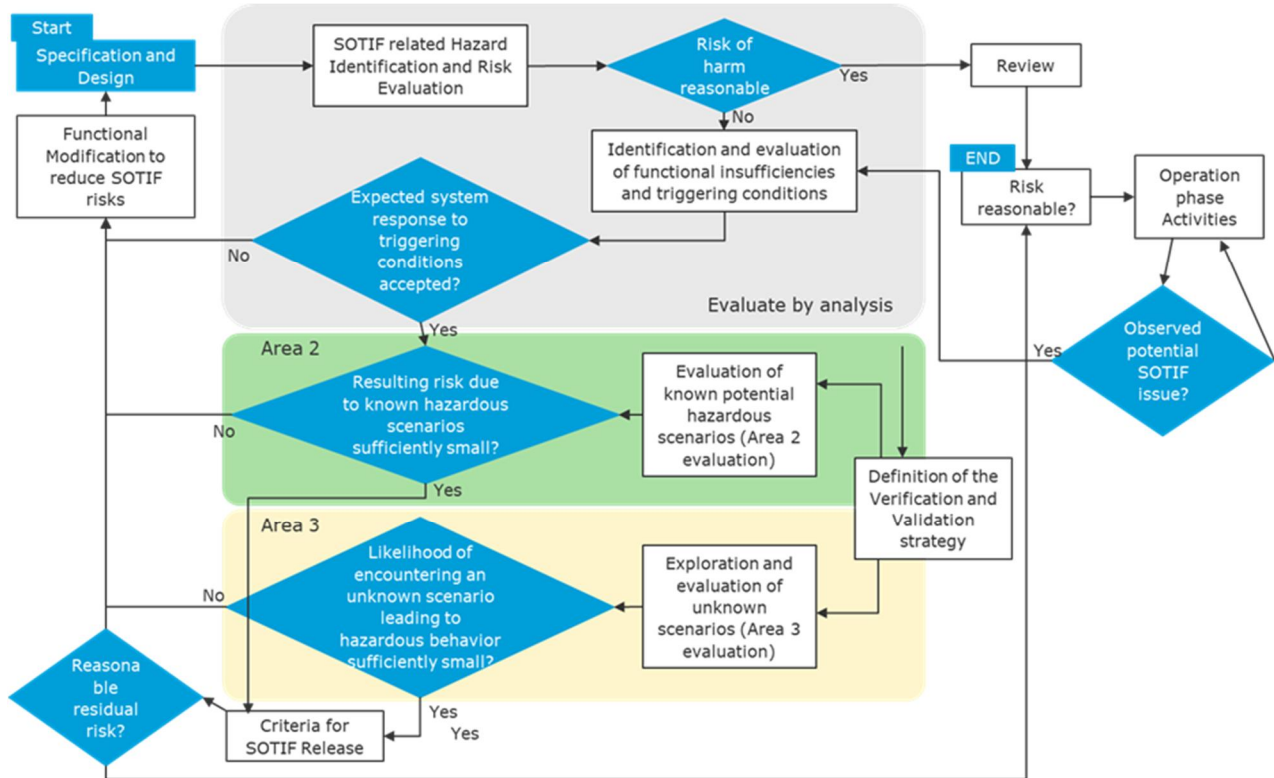 Start
Specification and
Design
SOTIF related Hazard
Identification and Risk
Evaluation
Risk of
harm
reasonable
Yes
Review
No
Functional
Modification to
reduce SOTIF
risks
Identification and evaluation
of functional insufficiencies
and triggering conditions
END
Risk
reasonable?
Operation
phase
Activities
Expected system
response to
triggering
conditions
accepted?
No
Evaluate by analysis
Yes
Yes
Observed
potential
SOTIF
issue?
Area 2
Resulting risk due
to known hazardous
scenarios
sufficiently small?
No
Yes
Evaluation of
known potential
hazardous
scenarios (Area 2
evaluation)
Definition of the
Verification and
Validation
strategy
Area 3
Likelihood of
encountering an
unknown scenario
leading to
hazardous behavior
sufficiently small?
No
Exploration and
evaluation of
unknown
scenarios (Area 3
evaluation)
Yes
Yes
Reasona
ble
residual
risk?
Criteria for
SOTIF Release